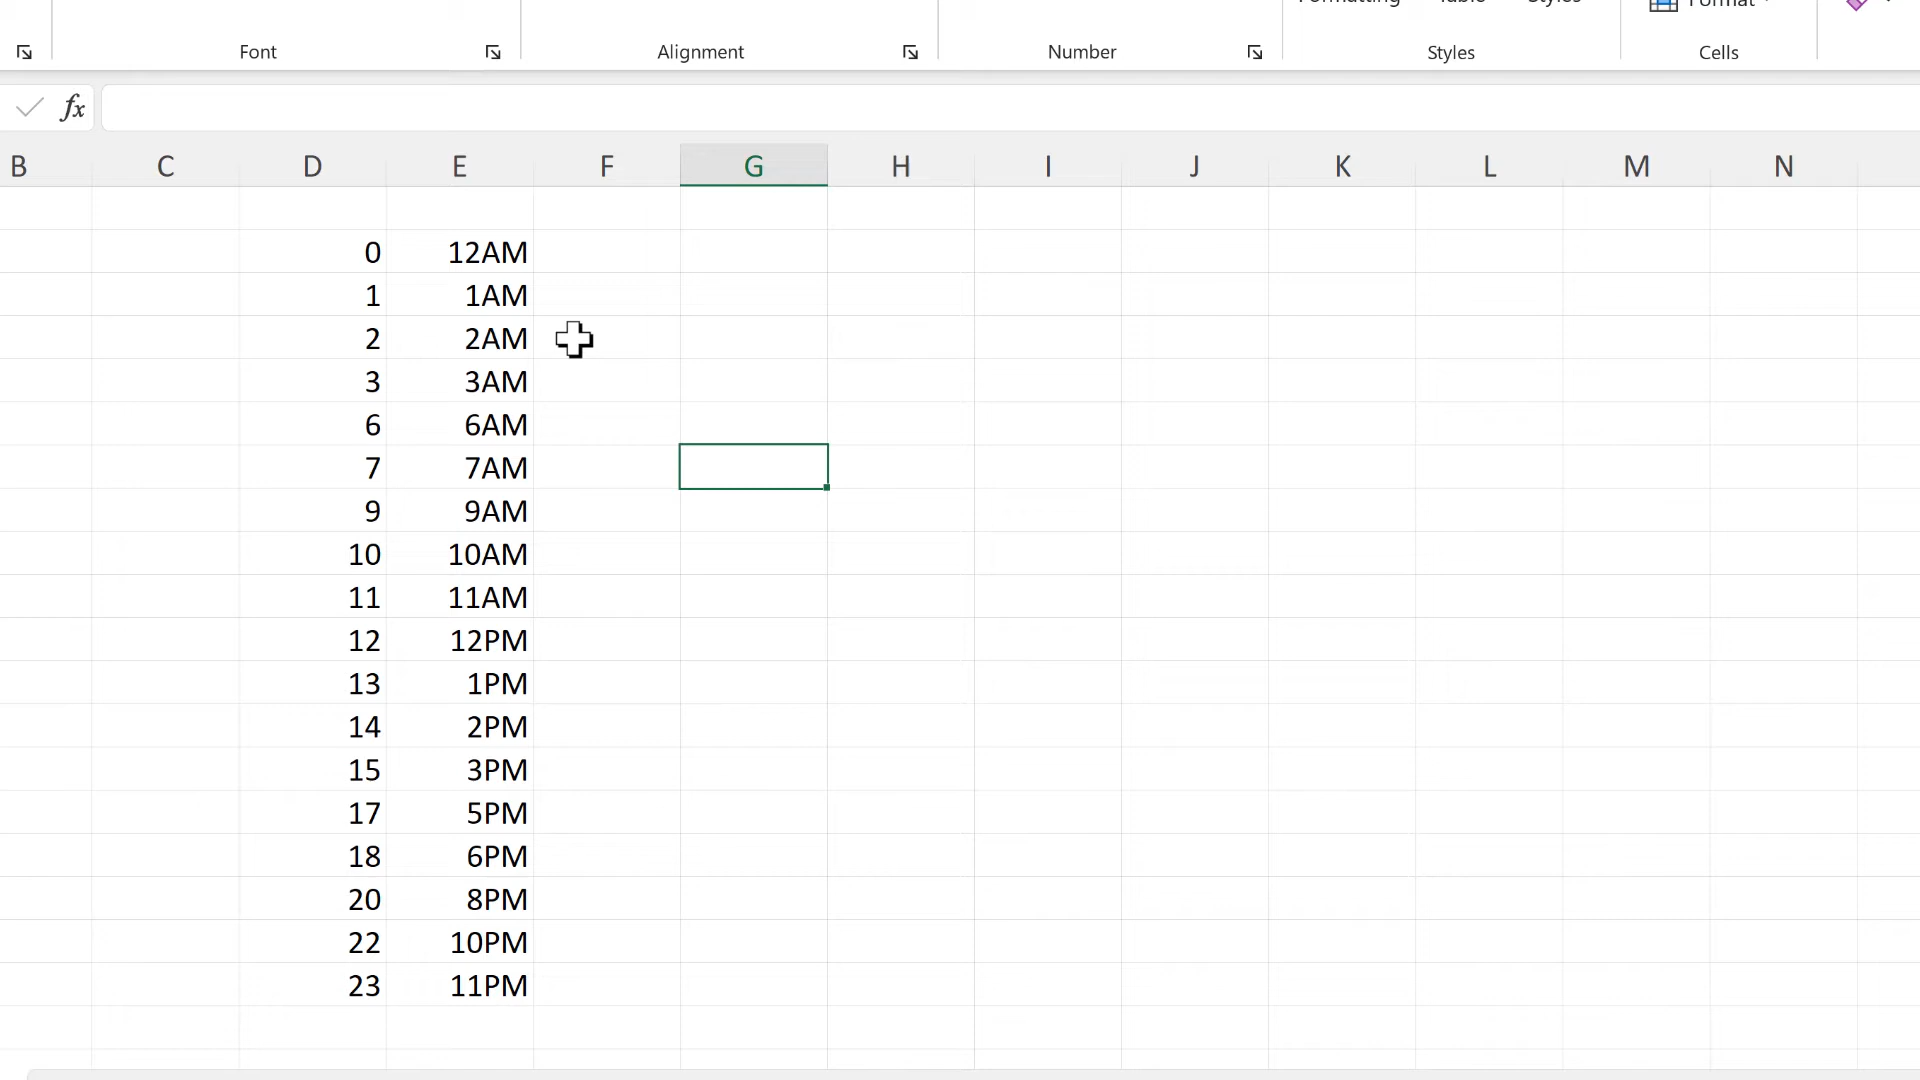 Formatting Table Styles Format
Font Alignment Number Styles Cells
fx
B C D E F G H I J K L M N
0 12AM
1 1AM
2 2AM
3 3AM
6 6AM
7 7AM
9 9AM
10 10AM
11 11AM
12 12PM
13 1PM
14 2PM
15 3PM
17 5PM
18 6PM
20 8PM
22 10PM
23 11PM